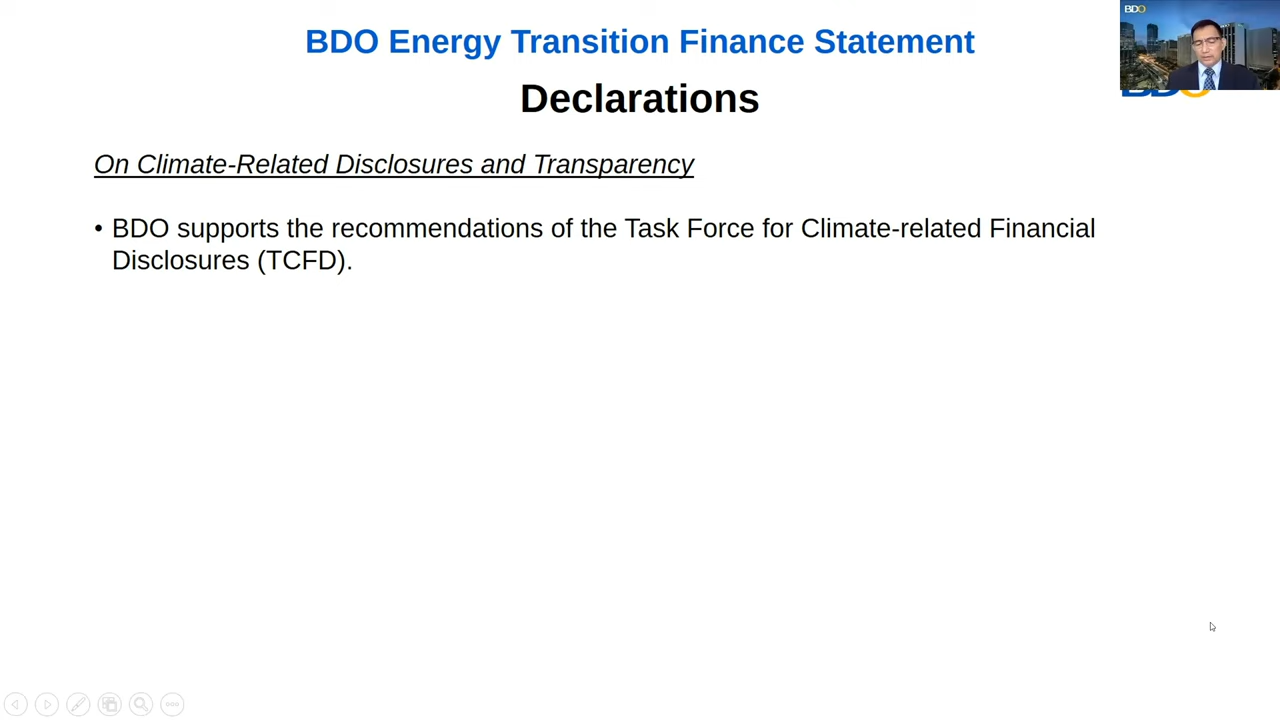 BDO Energy Transition Finance Statement
BDO
Declarations
On Climate-Related Disclosures and Transparency
• BDO supports the recommendations of the Task Force for Climate-related Financial
Disclosures (TCFD).